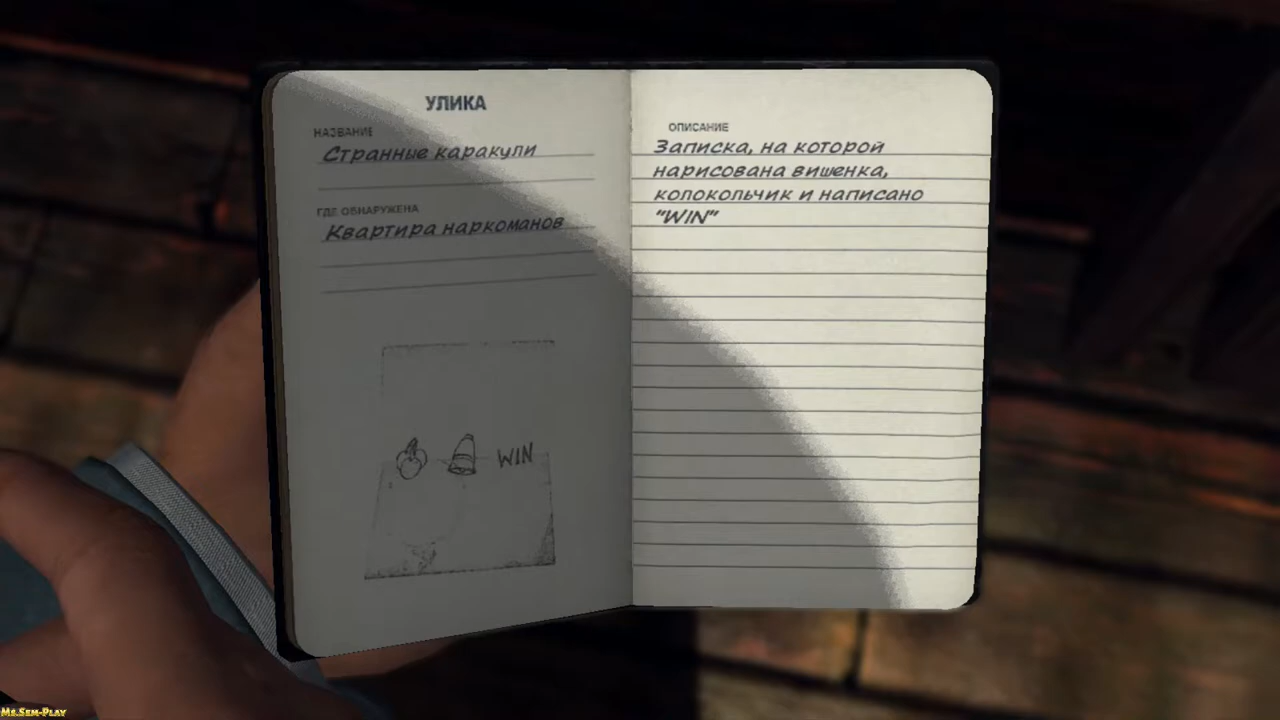 УЛИКА
НАЗВАНИЕ
Странные каракули
ГДЕ ОБНАРУЖЕНА
Квартира наркоманов
WIN
ОПИСАНИЕ
Записка, на которой
нарисована вишенка,
колокольчик и написано
"WIN"
Ms.Sem-Play